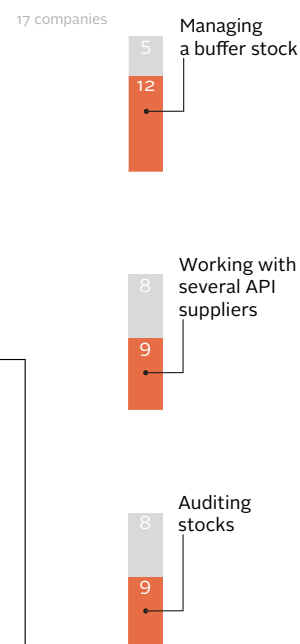 17 companies
Managing
a buffer stock
5
12
Working with
several API
suppliers
8
9
Auditing
stocks
8
9